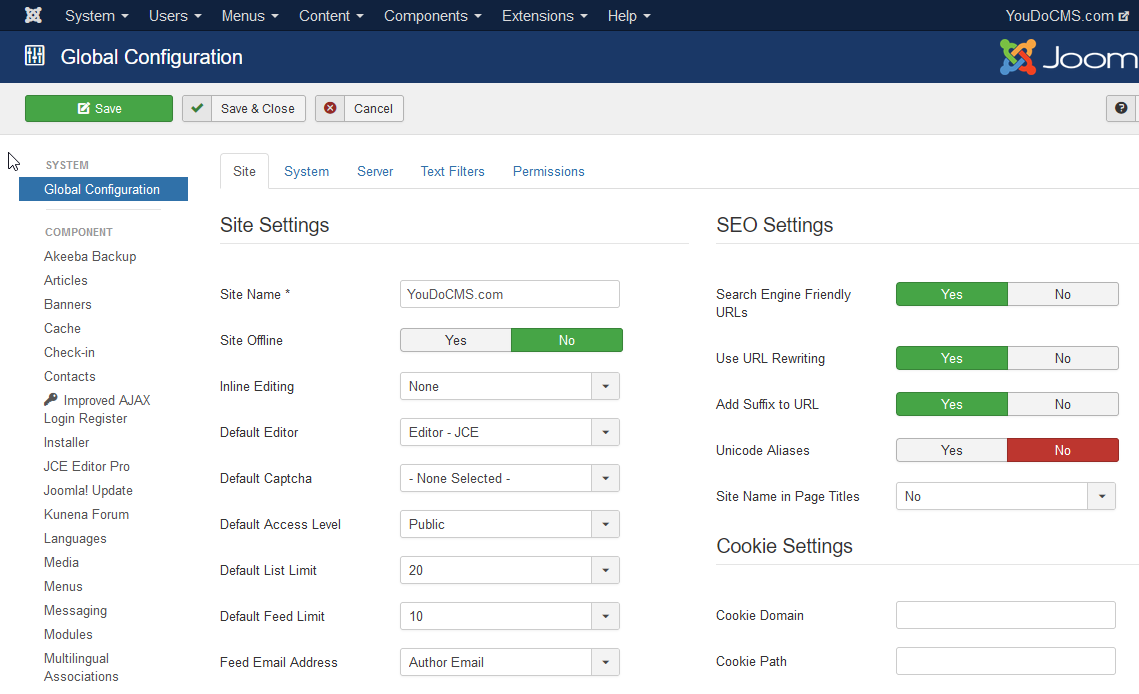 System Users Menus Content Components Extensions Help YouDoCMS.com
Global Configuration
Save Save & Close Cancel
SYSTEM
Global Configuration
COMPONENT
Akeeba Backup
Articles
Banners
Cache
Check-in
Contacts
Improved AJAX
Login Register
Installer
JCE Editor Pro
Joomla! Update
Kunena Forum
Languages
Media
Menus
Messaging
Modules
Multilingual
Associations
Site System Server Text Filters Permissions
Site Settings
Site Name * YouDoCMS.com
Site Offline Yes No
Inline Editing None
Default Editor Editor - JCE
Default Captcha - None Selected -
Default Access Level Public
Default List Limit 20
Default Feed Limit 10
Feed Email Address Author Email
SEO Settings
Search Engine Friendly Yes No
URLs
Use URL Rewriting Yes No
Add Suffix to URL Yes No
Unicode Aliases Yes No
Site Name in Page Titles No
Cookie Settings
Cookie Domain
Cookie Path